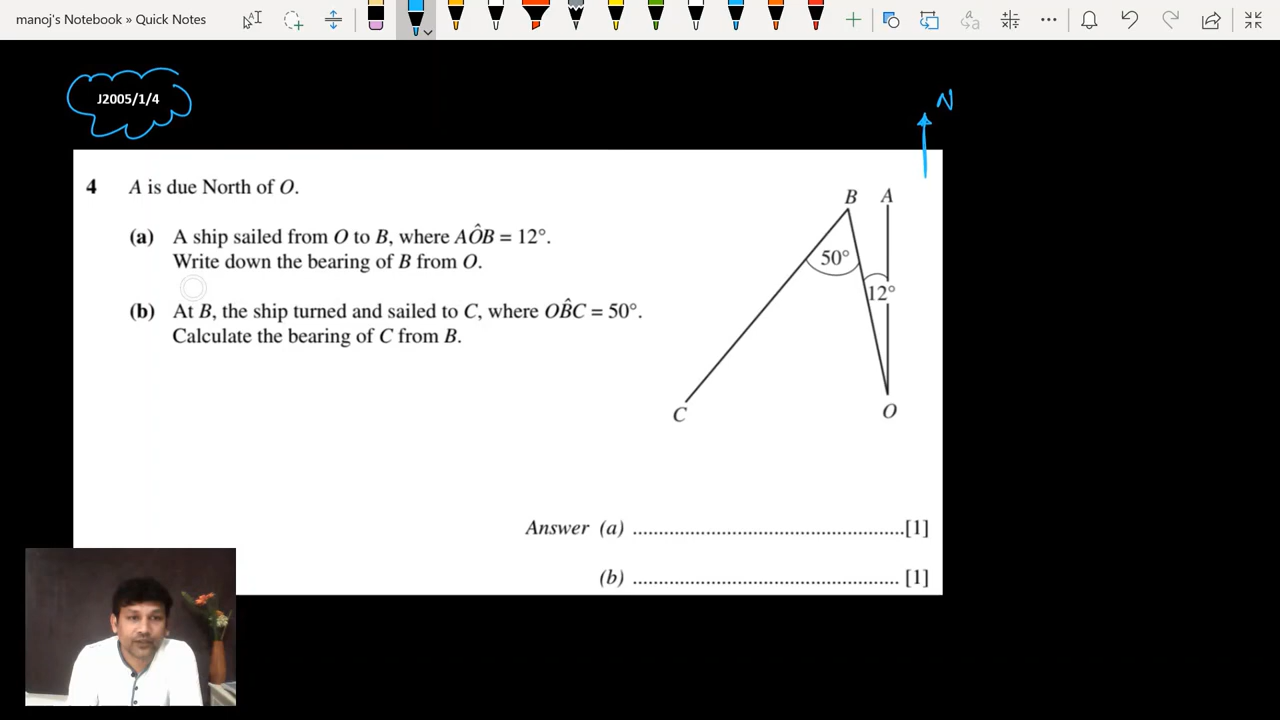 manoj's Notebook » Quick Notes
J2005/1/4
N
4 A is due North of O.
(a) A ship sailed from O to B, where AÔB = 12°.
Write down the bearing of B from O.
(b) At B, the ship turned and sailed to C, where OB̂C = 50°.
Calculate the bearing of C from B.
B A
50°
12°
C
O
Answer (a) ....................................................[1]
(b) .................................................... [1]